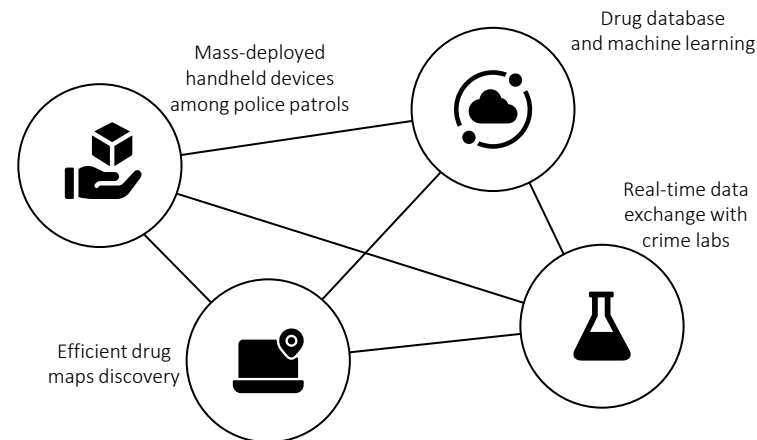 Drug database
and machine learning
Mass-deployed
handheld devices
among police patrols
Real-time data
exchange with
crime labs
Efficient drug
maps discovery